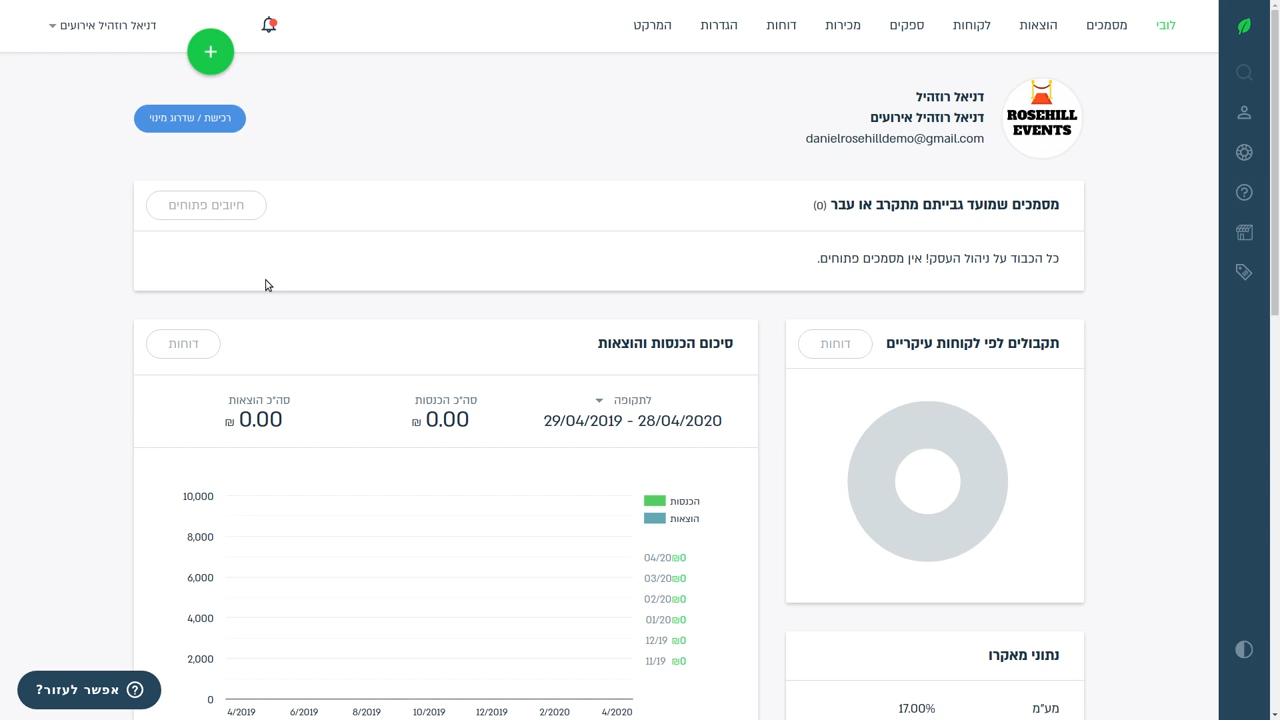 לובי
מסמכים
הוצאות
לקוחות
ספקים
מכירות
דוחות
הגדרות
המרקט
דניאל רוזהיל אירועים
+
ROSEHILL
EVENTS
דניאל רוזהיל
דניאל רוזהיל אירועים
danielrosehilldemo@gmail.com
רכישת / שדרוג מינוי
מסמכים שמועד גבייתם מתקרב או עבר (0)
חיובים פתוחים
כל הכבוד על ניהול העסק! אין מסמכים פתוחים.
תקבולים לפי לקוחות עיקריים
דוחות
סיכום הכנסות והוצאות
דוחות
לתקופה
29/04/2019 - 28/04/2020
סה"כ הכנסות
0.00 ₪
סה"כ הוצאות
0.00 ₪
הכנסות
הוצאות
04/20 ₪0
03/20 ₪0
02/20 ₪0
01/20 ₪0
12/19 ₪0
11/19 ₪0
10,000
8,000
6,000
4,000
2,000
0
4/2019 6/2019 8/2019 10/2019 12/2019 2/2020 4/2020
נתוני מאקרו
מע"מ 17.00%
אפשר לעזור?